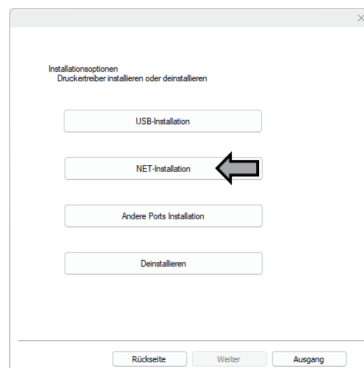 Installationsoptionen
Druckertreiber installieren oder deinstallieren
USB-Installation
NET-Installation
Andere Ports Installation
Deinstallieren
Rückseite
Weiter
Ausgang